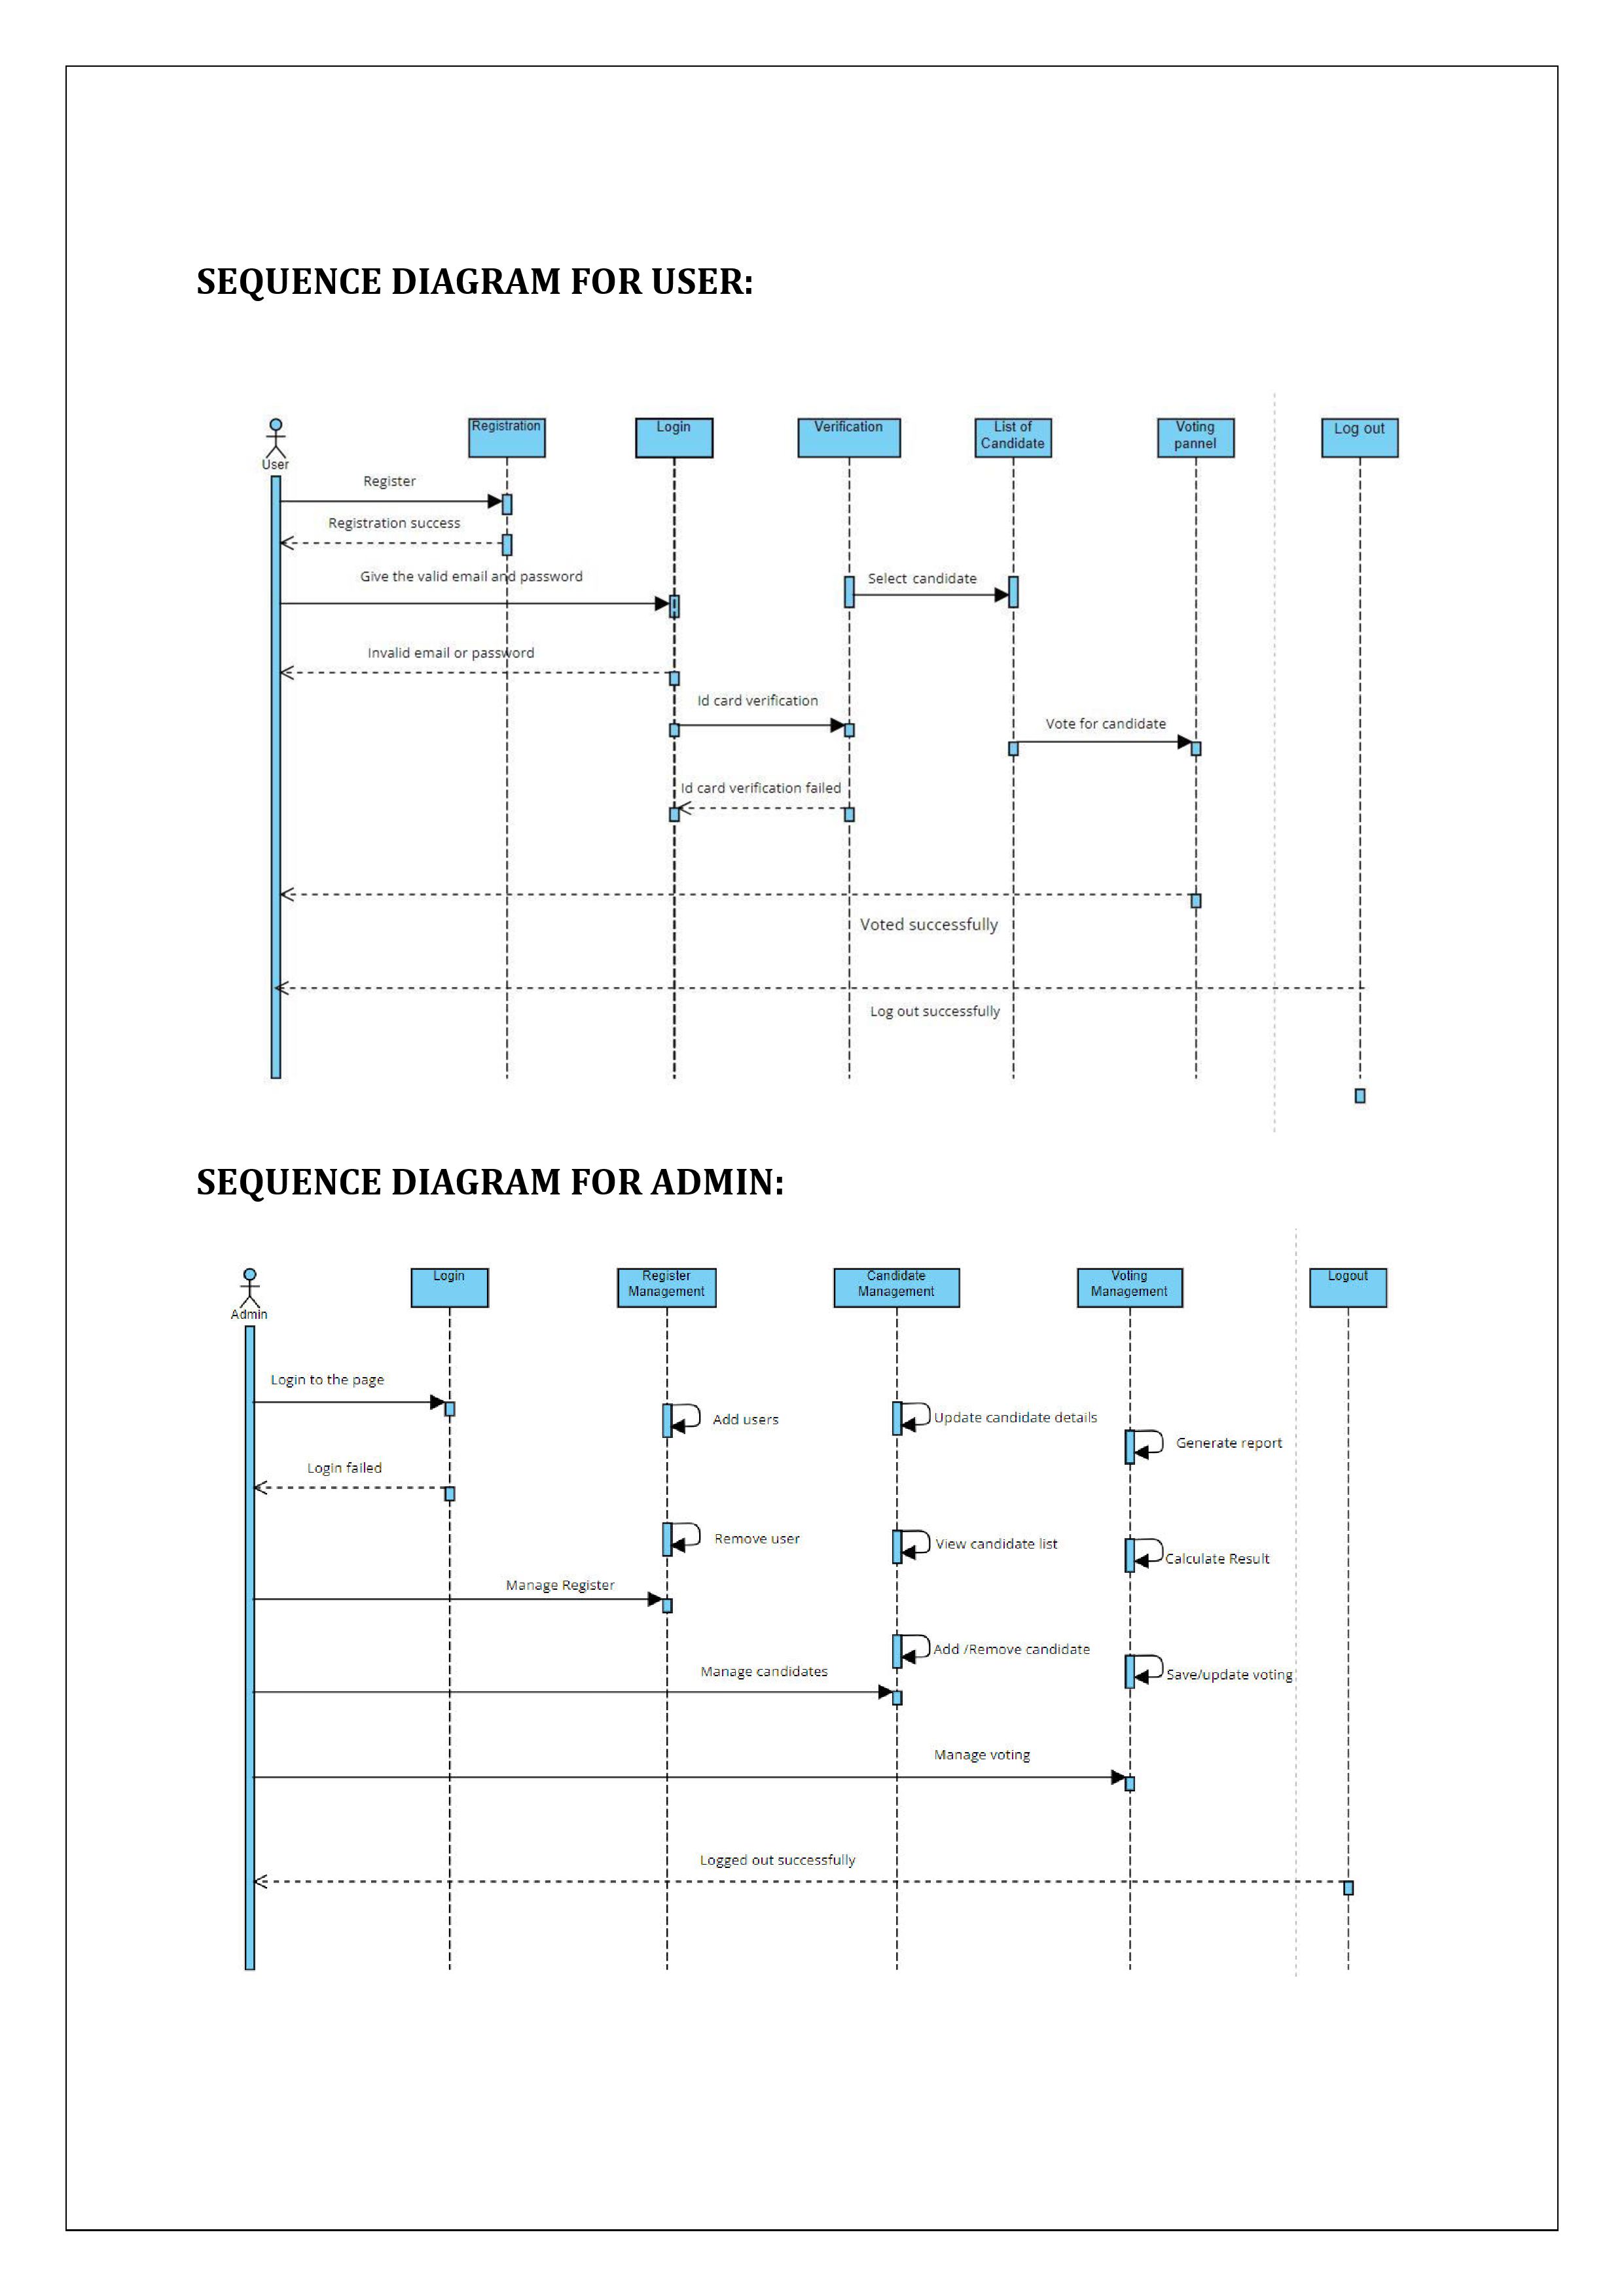 SEQUENCE DIAGRAM FOR USER:
User
Registration
Login
Verification
List of
Candidate
Voting
pannel
Log out
Register
Registration success
Give the valid email and password
Select candidate
Invalid email or password
Id card verification
Vote for candidate
Id card verification failed
Voted successfully
Log out successfully
SEQUENCE DIAGRAM FOR ADMIN:
Admin
Login
Register
Management
Candidate
Management
Voting
Management
Logout
Login to the page
Add users
Update candidate details
Generate report
Login failed
Remove user
View candidate list
Calculate Result
Manage Register
Add /Remove candidate
Manage candidates
Save/update voting
Manage voting
Logged out successfully